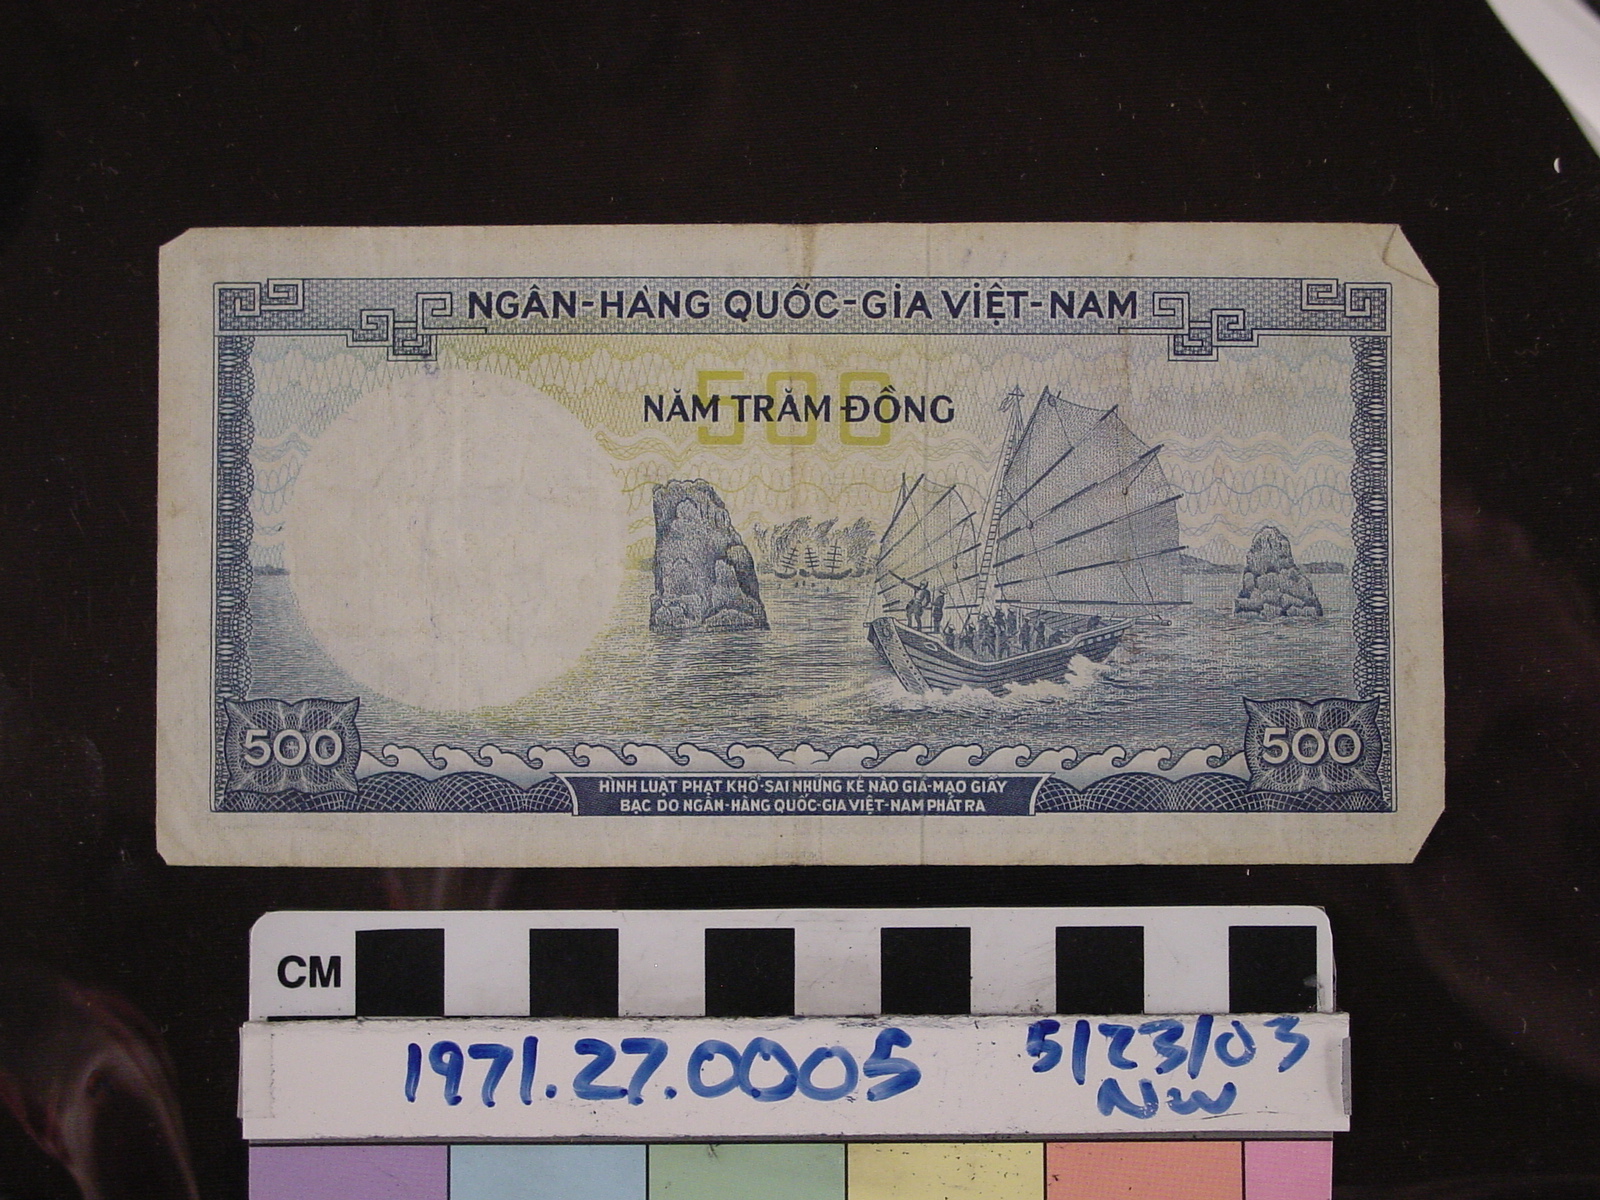 NGÂN-HÀNG QUỐC-GIA VIỆT-NAM
500
NĂM TRĂM ĐỒNG
500
500
HÌNH LUẬT PHẠT KHỔ-SAI NHỮNG KẺ NÀO GIẢ-MẠO GIẤY
BẠC DO NGÂN-HÀNG QUỐC-GIA VIỆT-NAM PHÁT RA
CM
1971.27.0005
5/23/03
NW